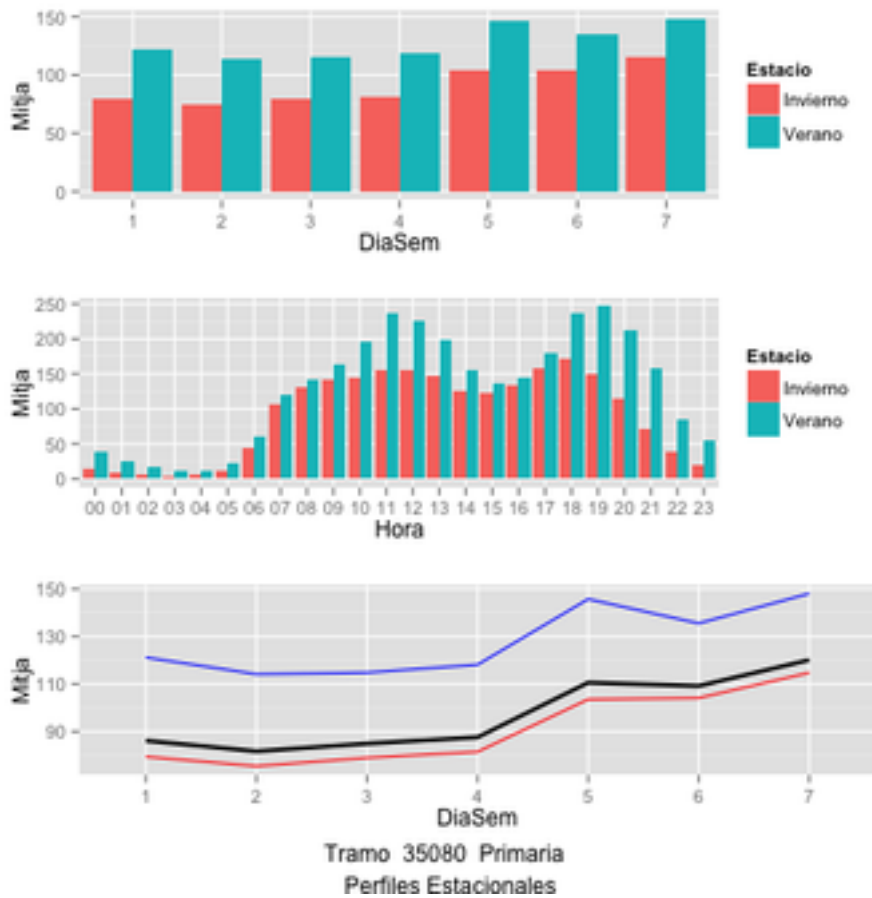 150
100
50
0
Mitja
1 2 3 4 5 6 7
DiaSem
Estacio
Invierno
Verano
250
200
150
100
50
0
Mitja
00 01 02 03 04 05 06 07 08 09 10 11 12 13 14 15 16 17 18 19 20 21 22 23
Hora
Estacio
Invierno
Verano
150
130
110
90
Mitja
1 2 3 4 5 6 7
DiaSem
Tramo 35080 Primaria
Perfiles Estacionales